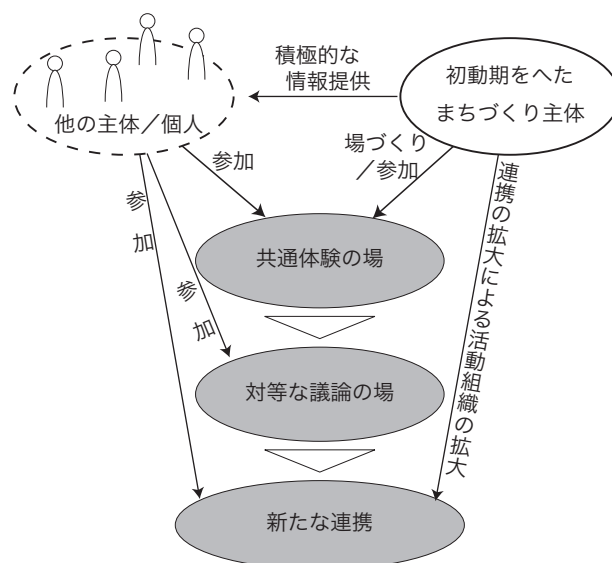 積極的な
情報提供
初動期をへた
まちづくり主体
他の主体／個人
参加
場づくり
／参加
参加
参加
連携の拡大による活動組織の拡大
共通体験の場
対等な議論の場
新たな連携